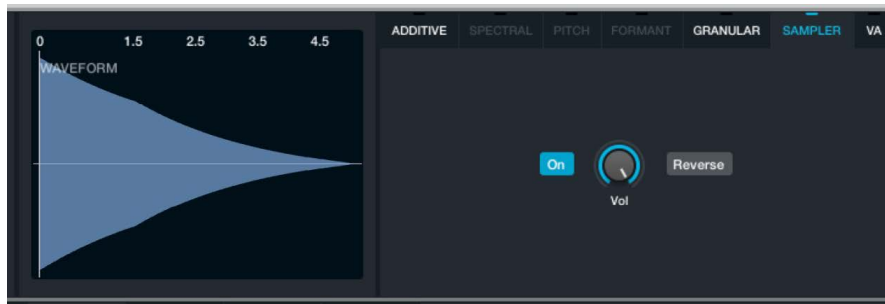 ADDITIVE SPECTRAL PITCH FORMANT GRANULAR SAMPLER VA
0 1.5 2.5 3.5 4.5
WAVEFORM
On
Reverse
Vol